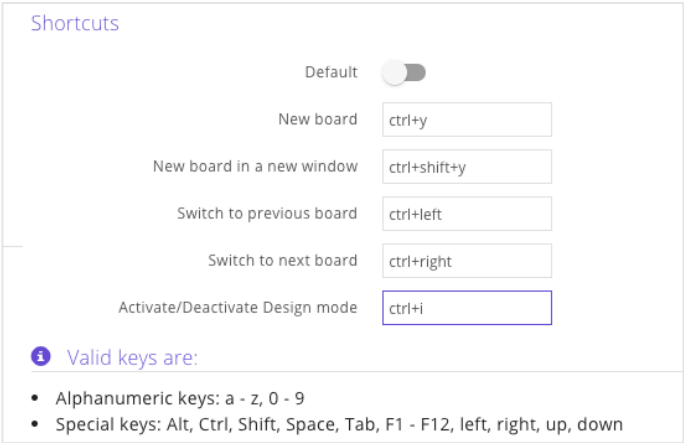 Shortcuts
Default
New board ctrl+y
New board in a new window ctrl+shift+y
Switch to previous board ctrl+left
Switch to next board ctrl+right
Activate/Deactivate Design mode ctrl+i
i Valid keys are:
• Alphanumeric keys: a - z, 0 - 9
• Special keys: Alt, Ctrl, Shift, Space, Tab, F1 - F12, left, right, up, down